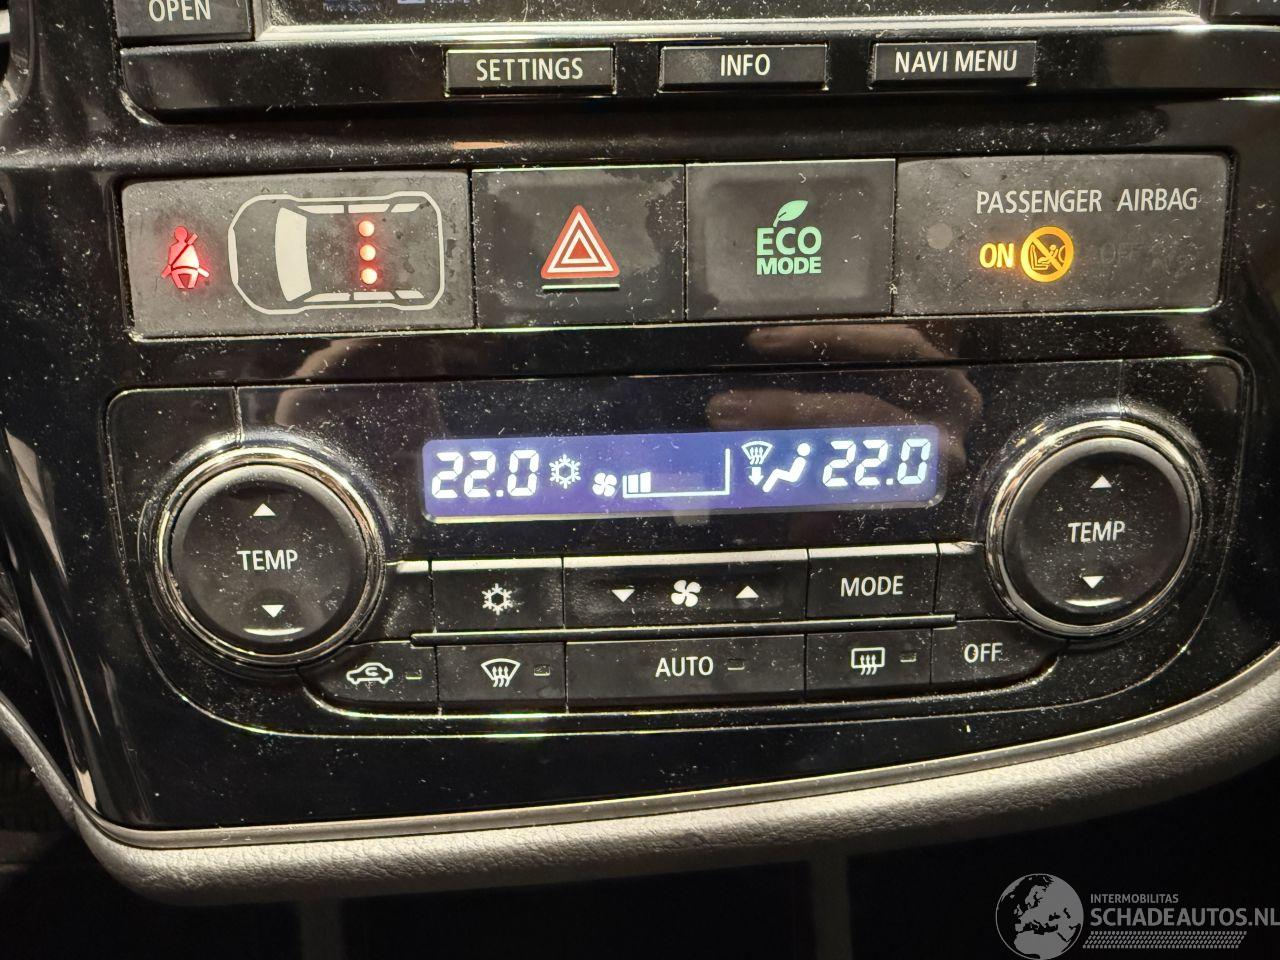 OPEN
SETTINGS
INFO
NAVI MENU
PASSENGER AIRBAG
ECO
MODE
ON
22.0
22.0
TEMP
TEMP
MODE
AUTO
OFF
INTERMOBILITAS
SCHADEAUTOS.NL